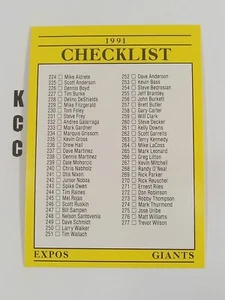 1991
CHECKLIST
224 Mike Aldrete
225 Scott Anderson
226 Dennis Boyd
227 Tim Burke
228 Delino DeShields
229 Mike Fitzgerald
230 Tom Foley
231 Steve Frey
232 Andres Galarraga
233 Mark Gardner
234 Marquis Grissom
235 Kevin Gross
236 Drew Hall
237 Dave Martinez
238 Dennis Martinez
239 Dale Mohorcic
240 Chris Nabholz
241 Otis Nixon
242 Junior Noboa
243 Spike Owen
244 Tim Raines
245 Mel Rojas
246 Scott Ruskin
247 Bill Sampen
248 Nelson Santovenia
249 Dave Schmidt
250 Larry Walker
251 Tim Wallach
252 Dave Anderson
253 Kevin Bass
254 Steve Bedrosian
255 Jeff Brantley
256 John Burkett
257 Brett Butler
258 Gary Carter
259 Will Clark
260 Steve Decker
261 Kelly Downs
262 Scott Garrelts
263 Terry Kennedy
264 Mike LaCoss
265 Mark Leonard
266 Greg Litton
267 Kevin Mitchell
268 Randy O'Neal
269 Rick Parker
270 Rick Reuschel
271 Ernest Riles
272 Don Robinson
273 Robby Thompson
274 Mark Thurmond
275 Jose Uribe
276 Matt Williams
277 Trevor Wilson
EXPOS
GIANTS
K
C
C